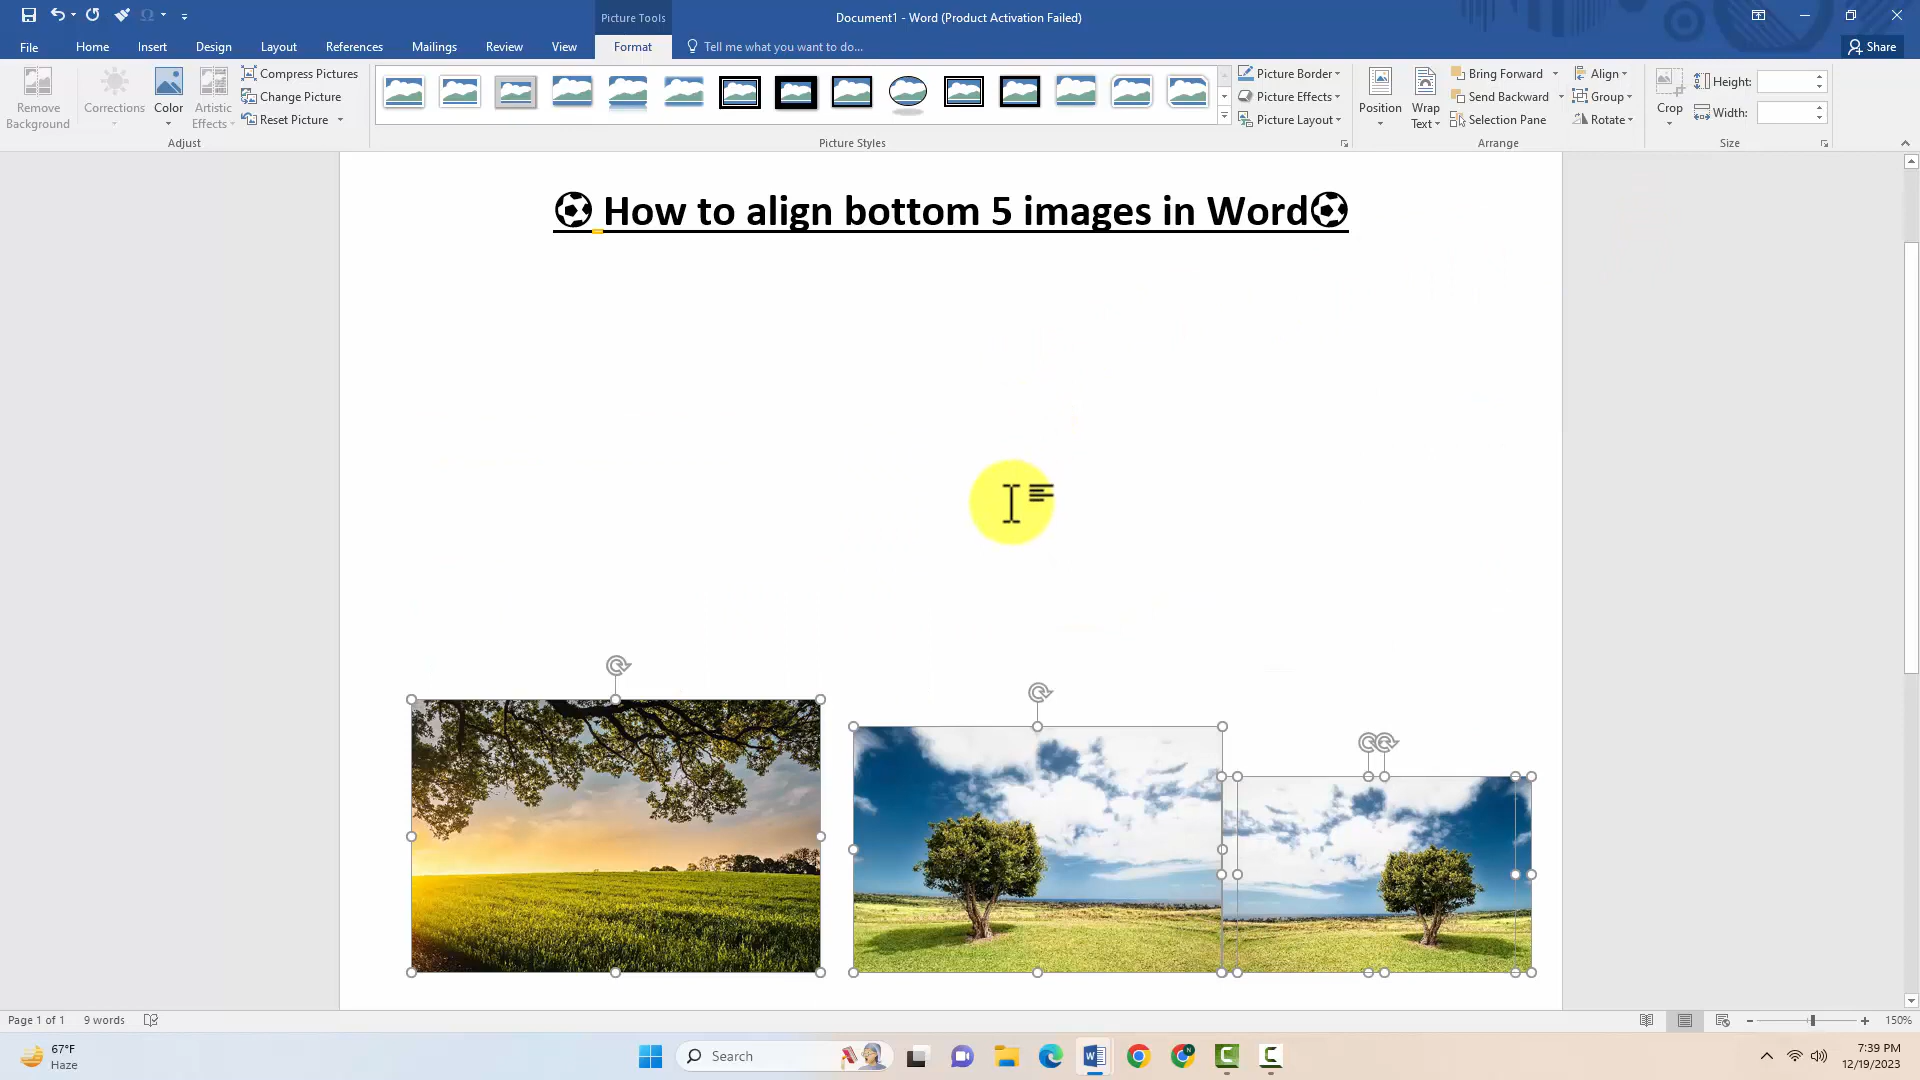 Picture Tools
Document1 - Word (Product Activation Failed)
File Home Insert Design Layout References Mailings Review View Format Tell me what you want to do... Share
Remove Background
Corrections
Color
Artistic Effects
Compress Pictures
Change Picture
Reset Picture
Adjust
Picture Styles
Picture Border
Picture Effects
Picture Layout
Position
Wrap Text
Bring Forward
Send Backward
Selection Pane
Align
Group
Rotate
Arrange
Crop
Height:
Width:
Size
How to align bottom 5 images in Word
Page 1 of 1 9 words 150%
67°F
Haze
Search
7:39 PM
12/19/2023